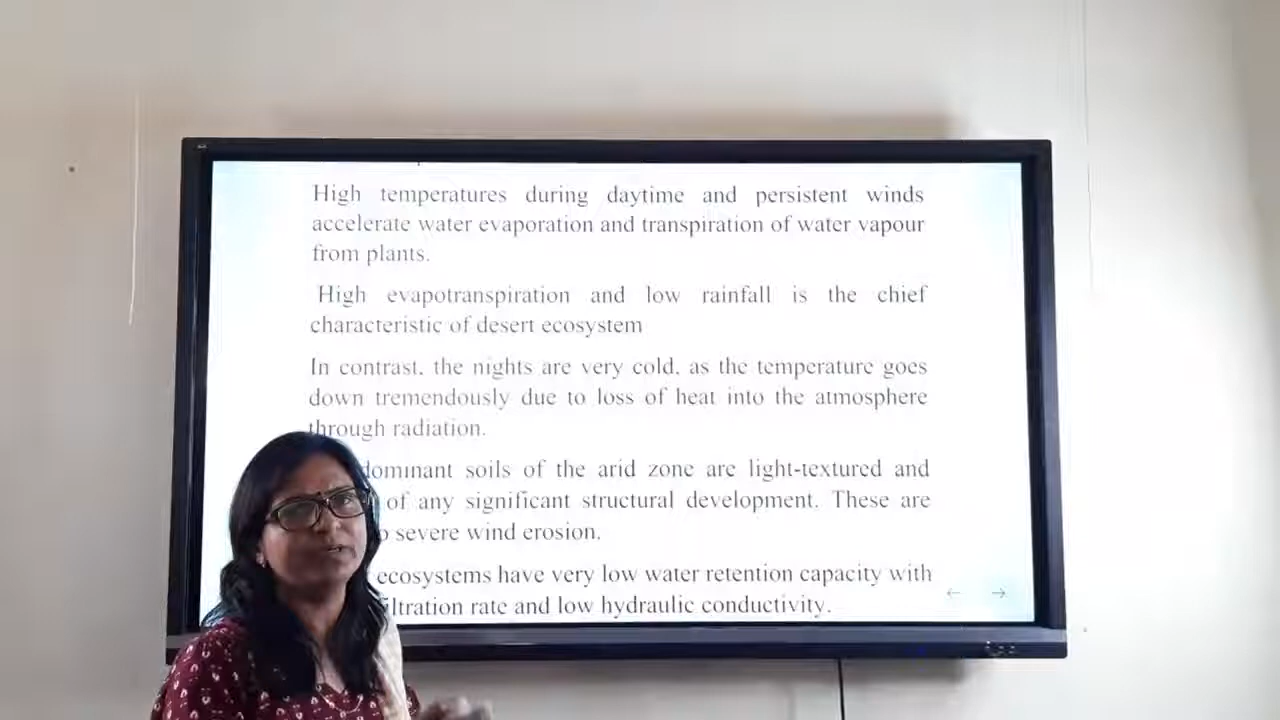 High temperatures during daytime and persistent winds
accelerate water evaporation and transpiration of water vapour
from plants.
High evapotranspiration and low rainfall is the chief
characteristic of desert ecosystem
In contrast, the nights are very cold, as the temperature goes
down tremendously due to loss of heat into the atmosphere
through radiation.
dominant soils of the arid zone are light-textured and
of any significant structural development. These are
severe wind erosion.
ecosystems have very low water retention capacity with
rate and low hydraulic conductivity.